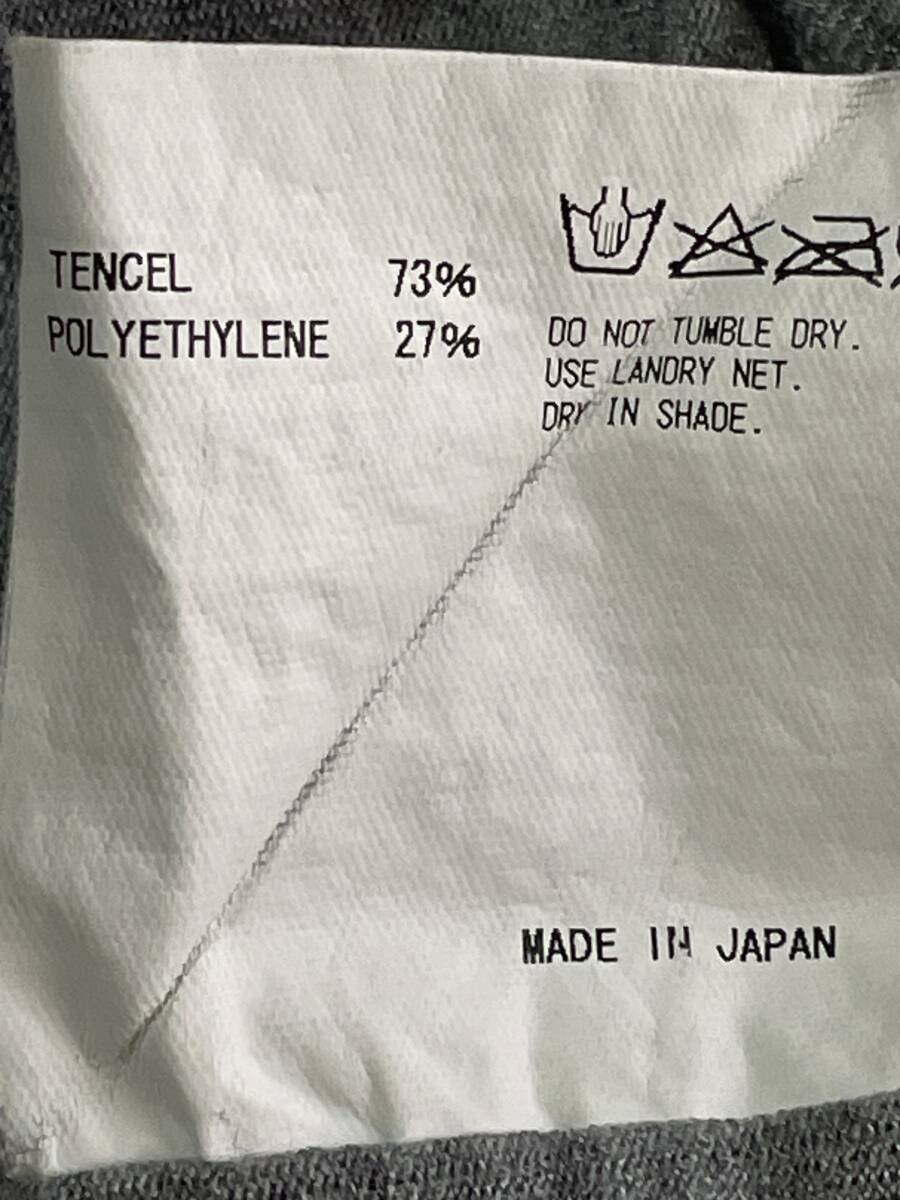 TENCEL 73%
POLYETHYLENE 27%
DO NOT TUMBLE DRY.
USE LANDRY NET.
DRY IN SHADE.
MADE IN JAPAN